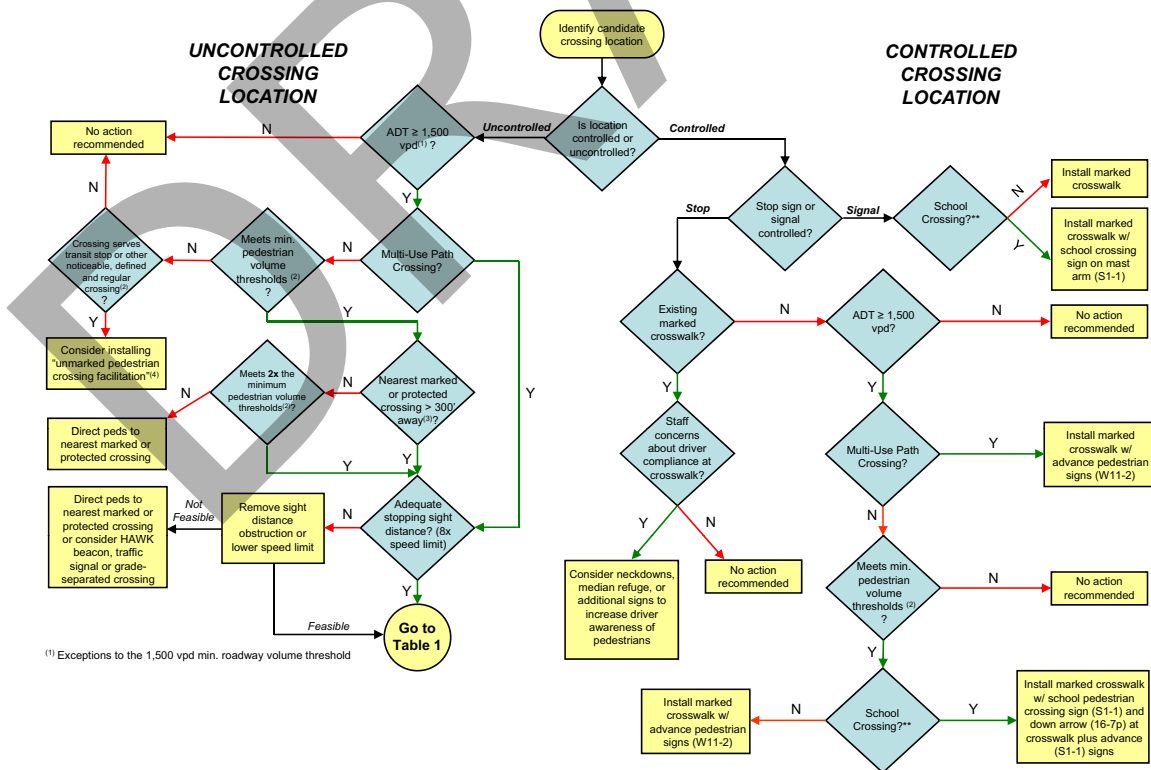 Identify candidate
crossing location
UNCONTROLLED
CROSSING
LOCATION
CONTROLLED
CROSSING
LOCATION
No action
recommended
N
ADT ≥ 1,500
vpd(1) ?
Uncontrolled
Is location
controlled or
uncontrolled?
Controlled
N
Y
Stop
Stop sign or
signal
controlled?
Signal
School
Crossing?**
N
Install marked
crosswalk
Y
Install marked
crosswalk w/
school crossing
sign on mast
arm (S1-1)
Crossing serves
transit stop or other
noticeable, defined
and regular
crossing(2)
?
N
Meets min.
pedestrian
volume
thresholds (2)
?
N
Multi-Use Path
Crossing?
Y
Y
Y
Consider installing
"unmarked pedestrian
crossing facilitation"(4)
N
Meets 2x the
minimum
pedestrian volume
thresholds(2)?
N
Nearest marked
or protected
crossing > 300'
away(3)?
Direct peds to
nearest marked or
protected crossing
Y
Y
Direct peds to
nearest marked or
protected crossing
or consider HAWK
beacon, traffic
signal or grade-
separated crossing
Not
Feasible
Remove sight
distance
obstruction or
lower speed limit
N
Adequate
stopping sight
distance? (8x
speed limit)
Y
Feasible
Go to
Table 1
(1) Exceptions to the 1,500 vpd min. roadway volume threshold
Existing
marked
crosswalk?
N
ADT ≥ 1,500
vpd?
N
No action
recommended
Y
Y
Staff
concerns
about driver
compliance at
crosswalk?
Multi-Use Path
Crossing?
Y
Install marked
crosswalk w/
advance pedestrian
signs (W11-2)
Y
N
N
Consider neckdowns,
median refuge, or
additional signs to
increase driver
awareness of
pedestrians
No action
recommended
Meets min.
pedestrian
volume
thresholds (2)
?
N
No action
recommended
Y
Install marked
crosswalk w/
advance pedestrian
signs (W11-2)
N
School
Crossing?**
Y
Install marked
crosswalk
w/ school pedestrian
crossing sign (S1-1) and
down arrow (16-7p) at
crosswalk plus advance
(S1-1) signs